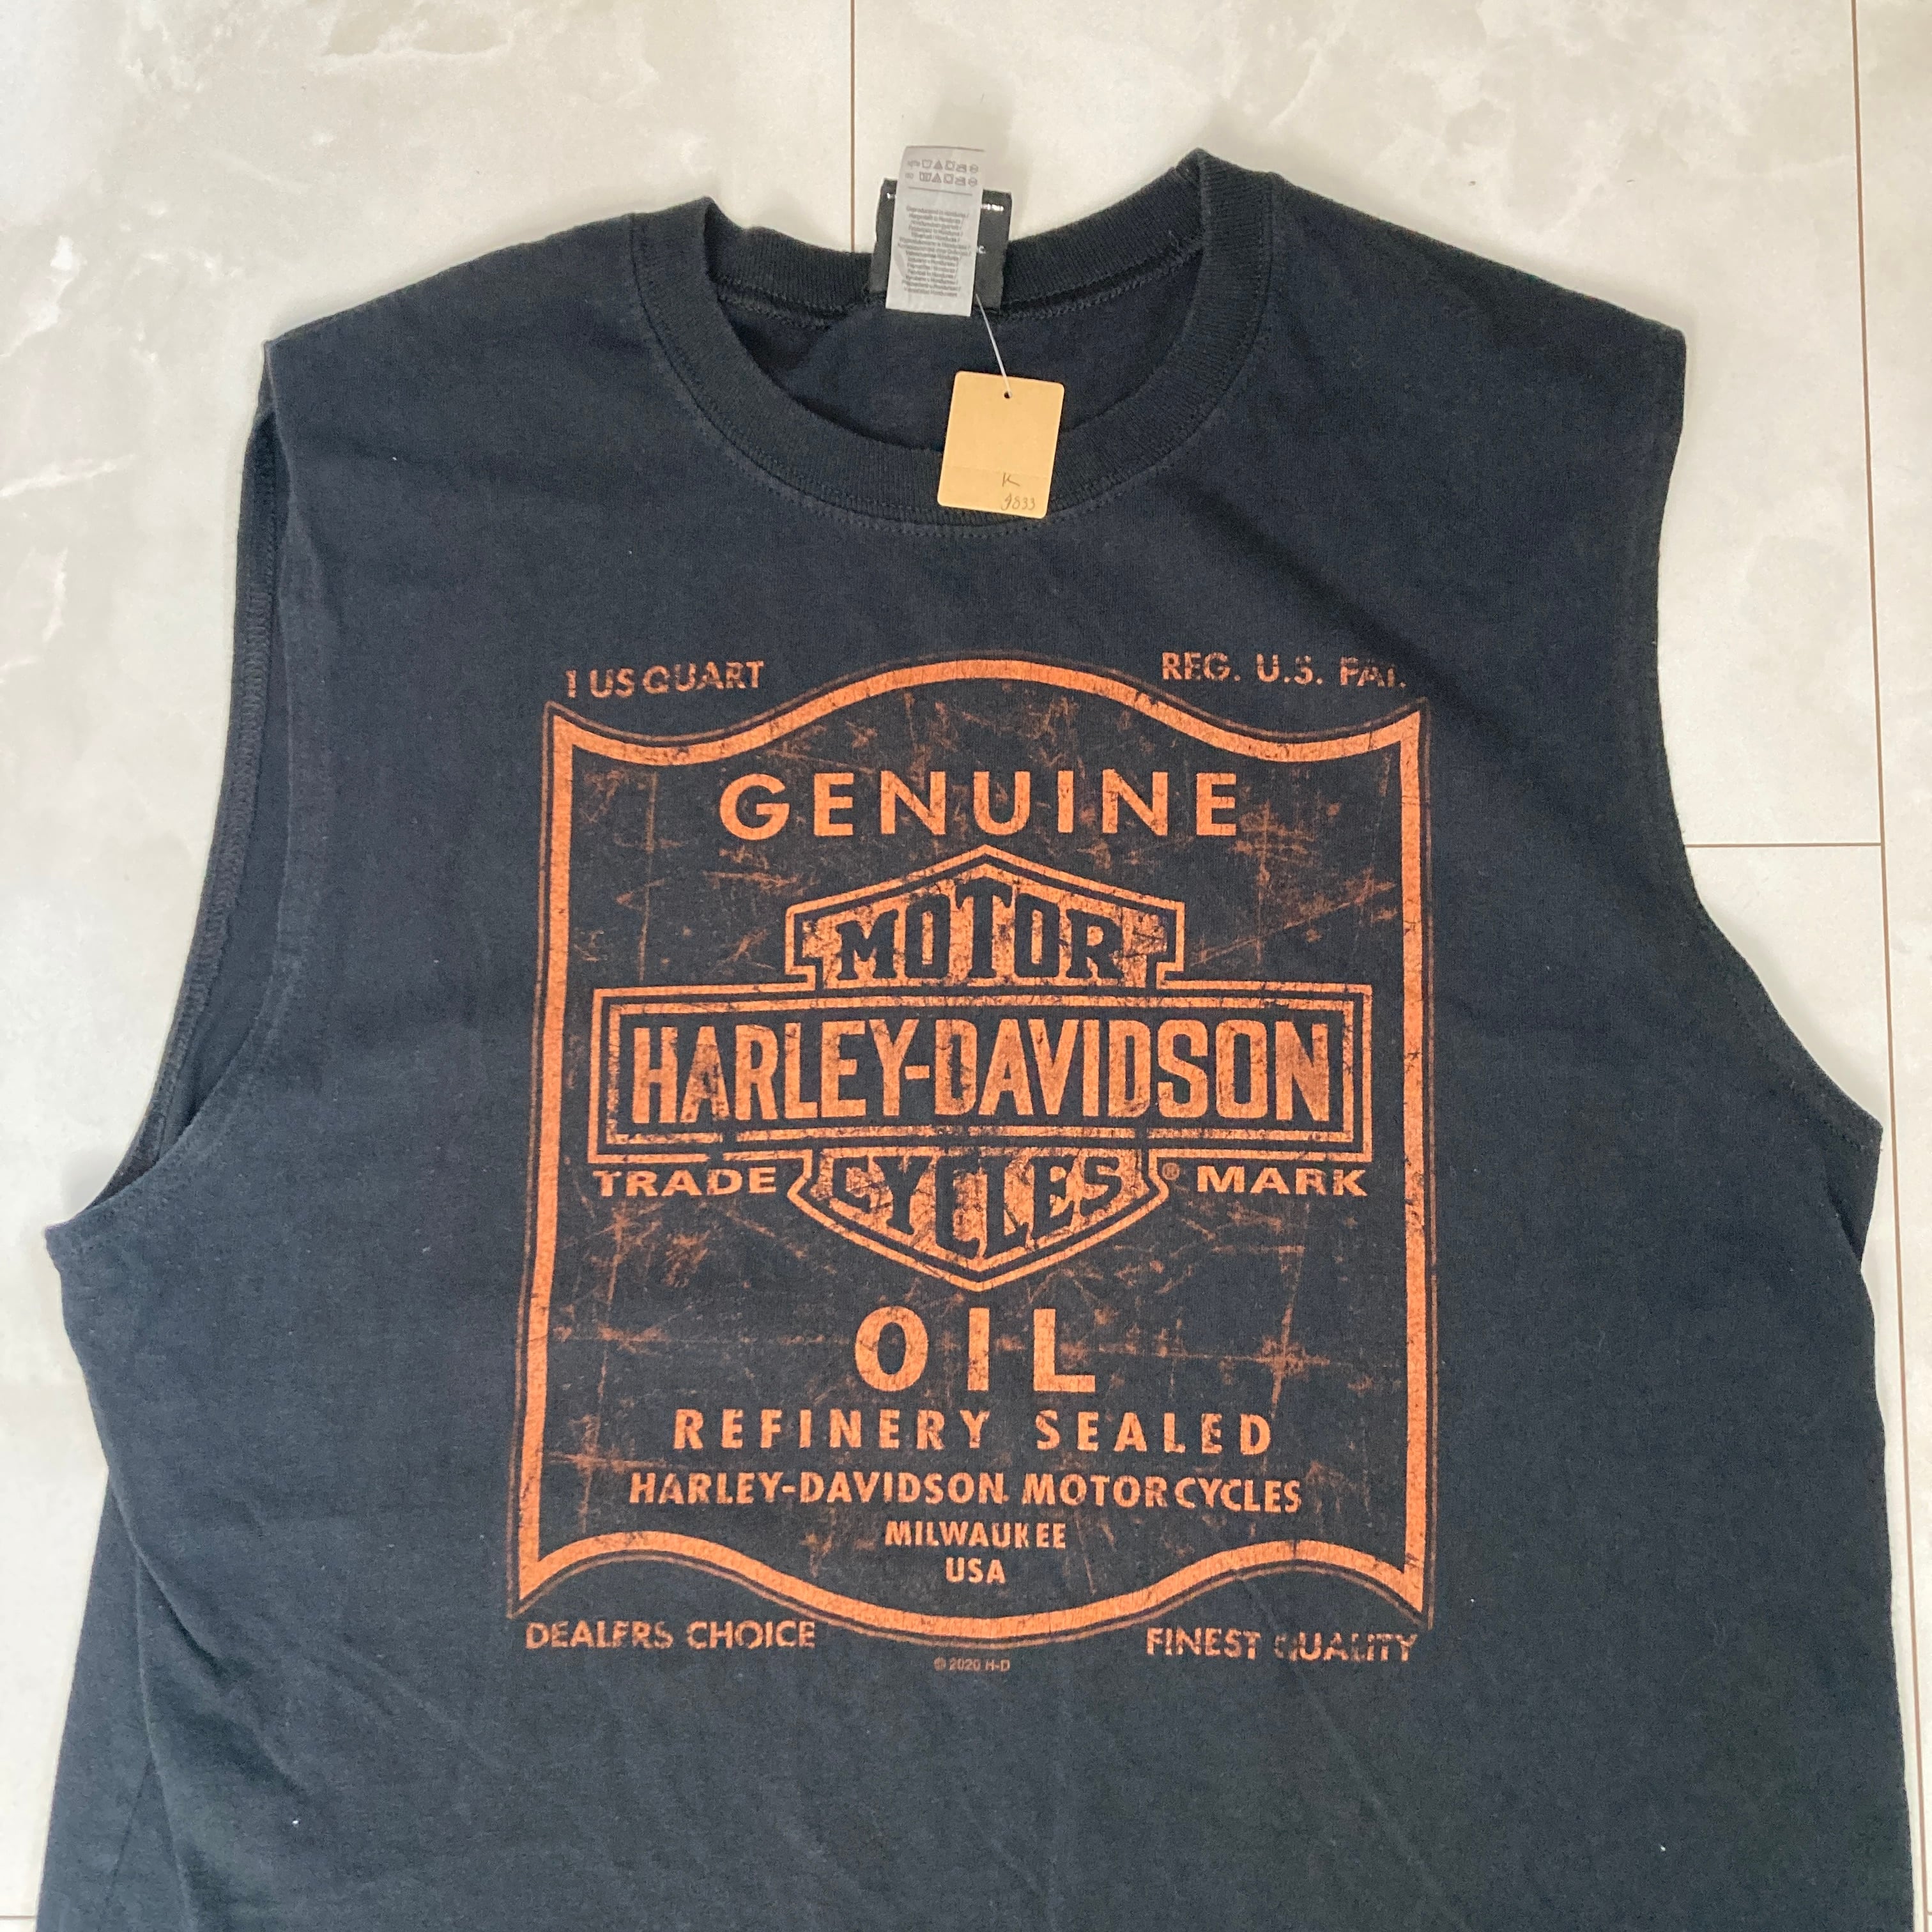 K
9833
1 US QUART
REG. U.S. PAT.
GENUINE
MOTOR
HARLEY-DAVIDSON
TRADE
CYCLES
®
MARK
OIL
REFINERY SEALED
HARLEY-DAVIDSON MOTORCYCLES
MILWAUKEE
USA
DEALERS CHOICE
FINEST QUALITY
© 2020 H-D